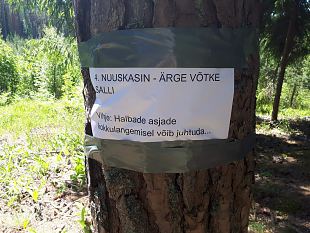 4. NUUSKASIN - ÄRGE VÕTKE
SALLI
Vihje: Halbade asjade
kokkulangemisel võib juhtuda...